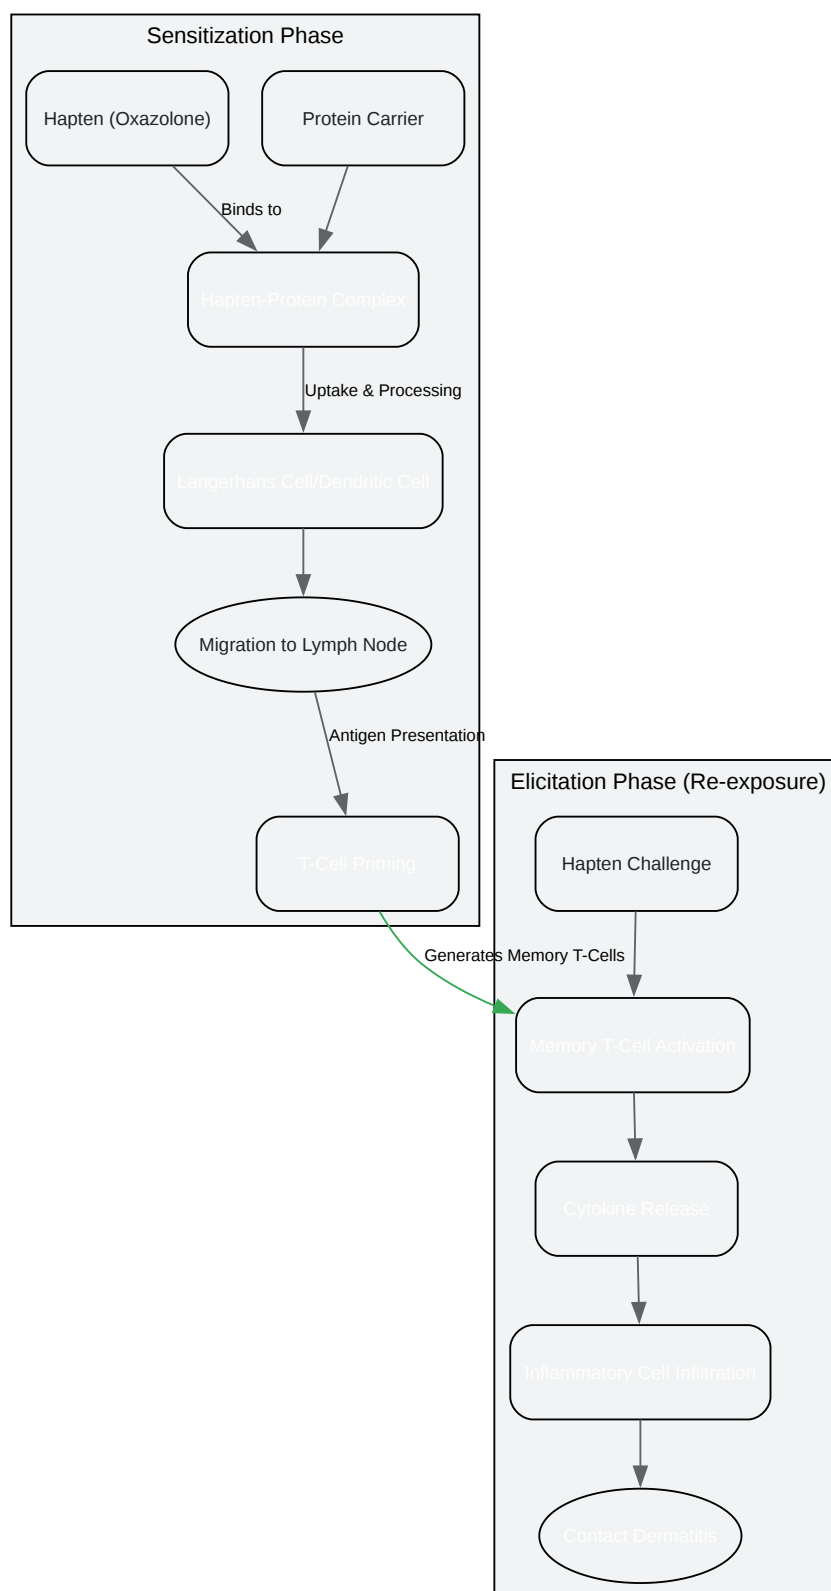 Sensitization Phase
Hapten (Oxazolone)
Protein Carrier
Binds to
Hapten-Protein Complex
Uptake & Processing
Langerhans Cell/Dendritic Cell
Migration to Lymph Node
Antigen Presentation
T-Cell Priming
Elicitation Phase (Re-exposure)
Hapten Challenge
Generates Memory T-Cells
Memory T-Cell Activation
Cytokine Release
Inflammatory Cell Infiltration
Contact Dermatitis